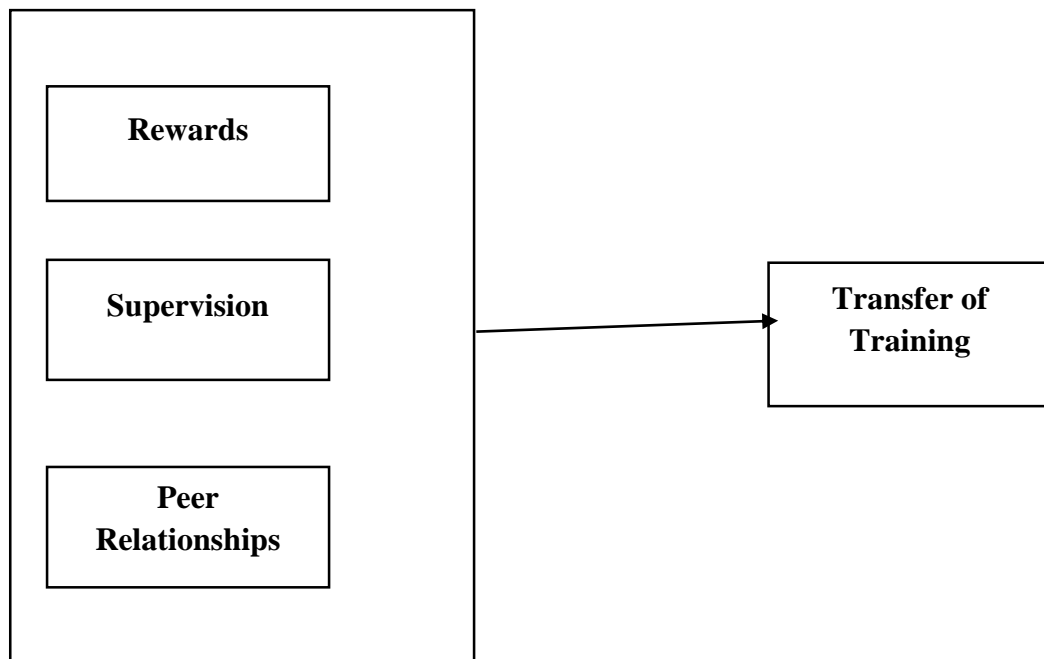 Rewards
Supervision
Transfer of
Training
Peer
Relationships